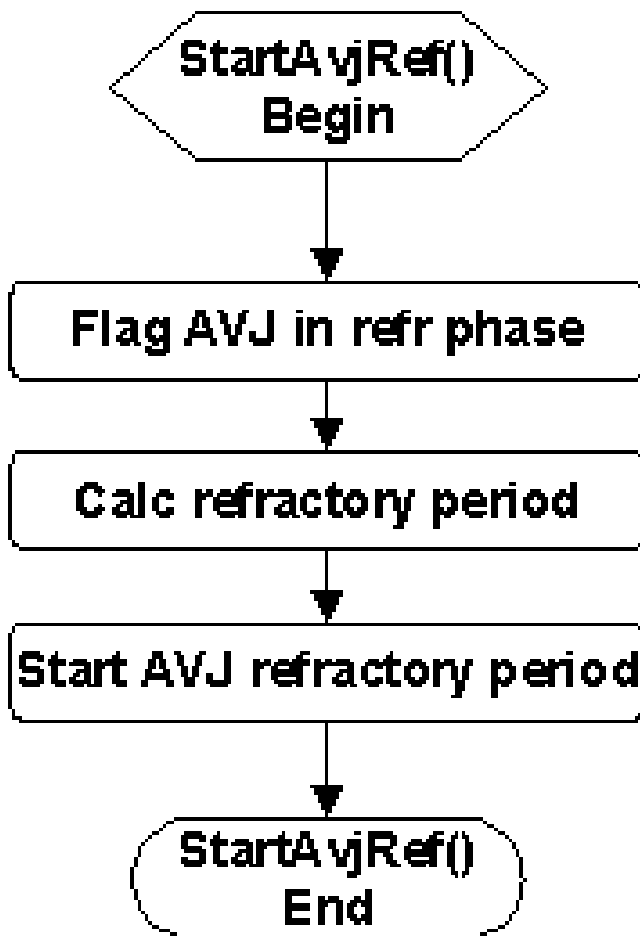 StartAvjRef()
Begin
Flag AVJ in refr phase
Calc refractory period
Start AVJ refractory period
StartAvjRef()
End